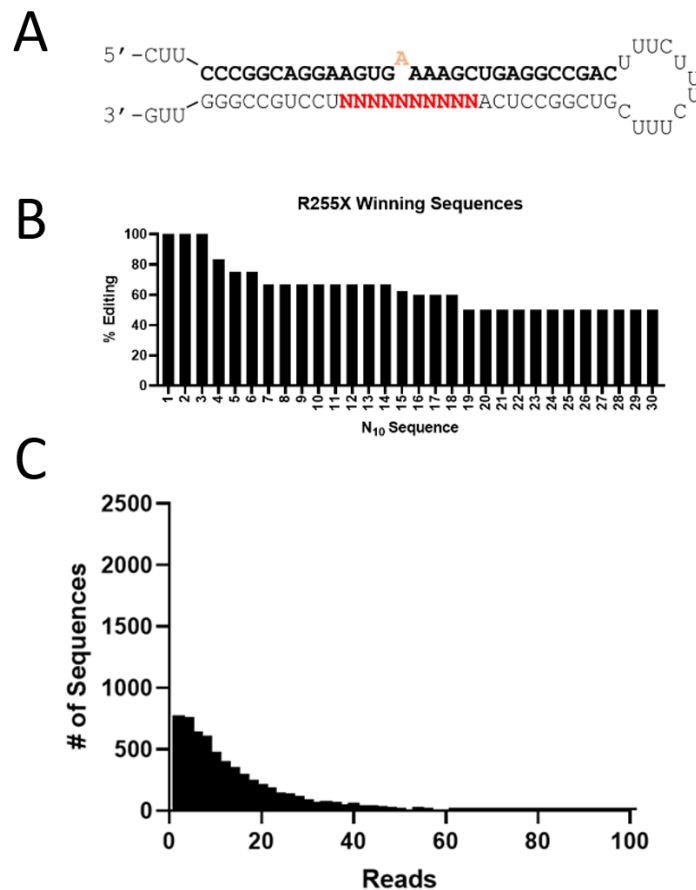 A
5'-CUU
A
CCCGGCAGGAAGUG AAAGCUGAGGCCGAC
GGGCCGUCCUNNNNNNNNNNACUCCGGCUG
3'-GUU
U
UUC
U
U
U
C
UUU
C
B
R255X Winning Sequences
% Editing
100
80
60
40
20
0
1 2 3 4 5 6 7 8 9 10 11 12 13 14 15 16 17 18 19 20 21 22 23 24 25 26 27 28 29 30
N10 Sequence
C
# of Sequences
2500
2000
1500
1000
500
0
0 20 40 60 80 100
Reads